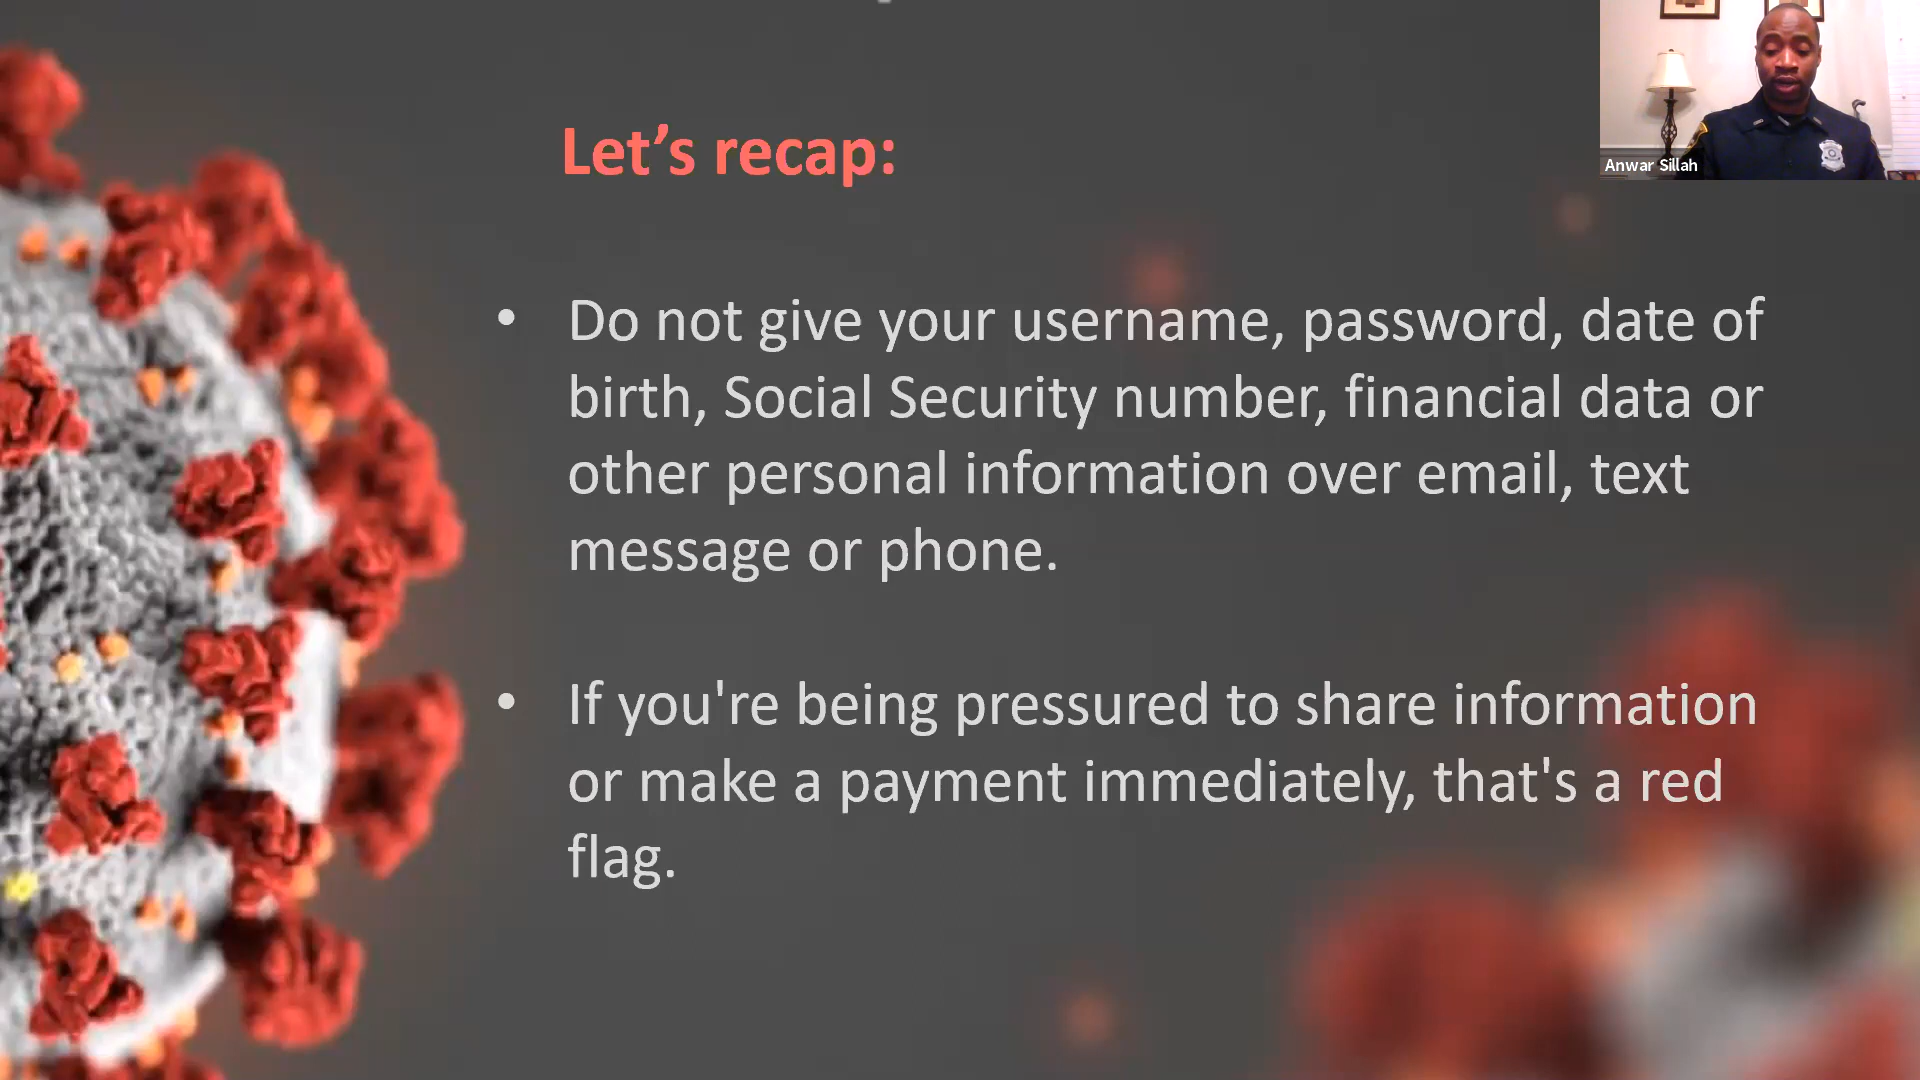 Let’s recap:
Anwar Sillah
• Do not give your username, password, date of
birth, Social Security number, financial data or
other personal information over email, text
message or phone.
• If you're being pressured to share information
or make a payment immediately, that's a red
flag.